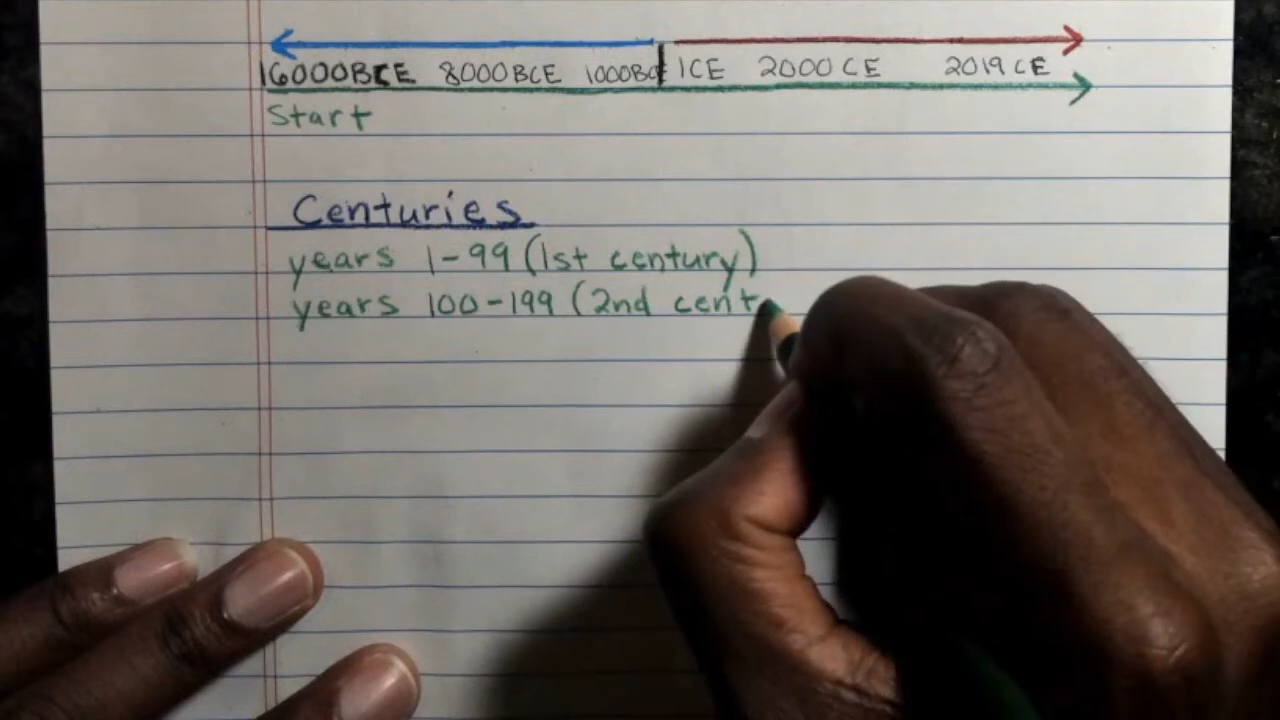 16000BCE 8000BCE 1000BCE 1CE 2000CE 2019CE
Start
Centuries
years 1-99 (1st century)
years 100-199 (2nd cent